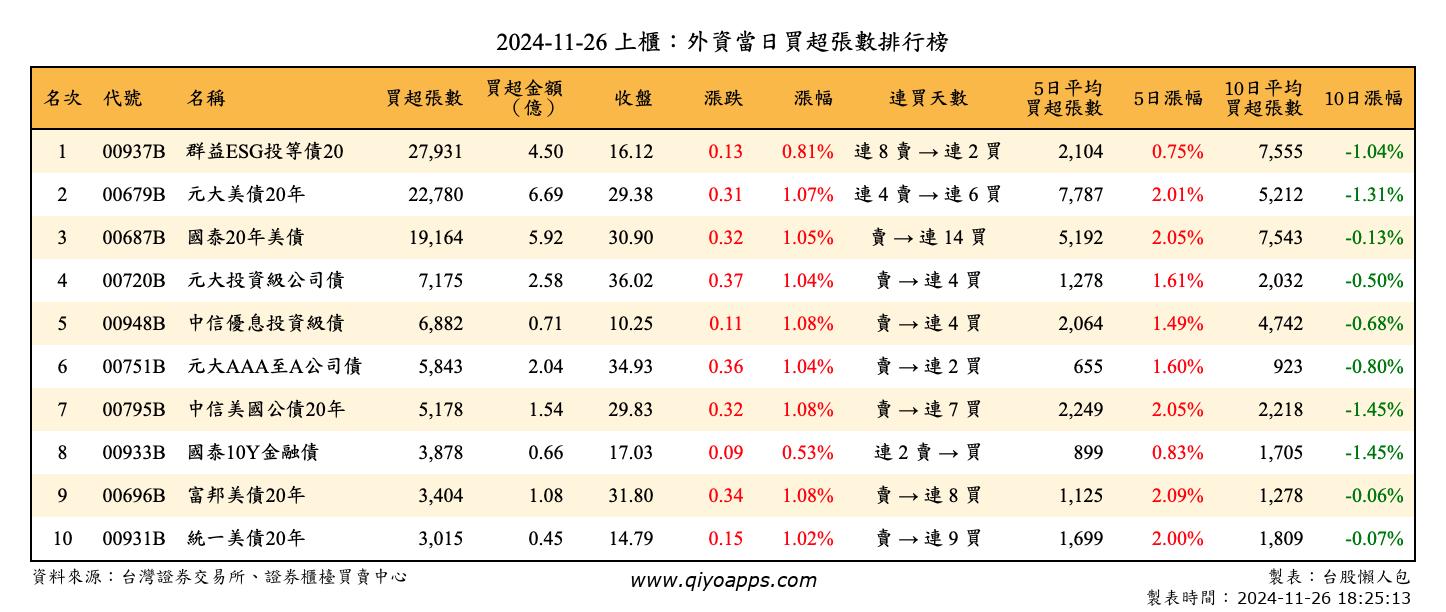 2024-11-26 上櫃：外資當日買超張數排行榜
名次 代號 名稱 買超張數 買超金額（億） 收盤 漲跌 漲幅 連買天數 5日平均買超張數 5日漲幅 10日平均買超張數 10日漲幅
1 00937B 群益ESG投等債20 27,931 4.50 16.12 0.13 0.81% 連 8 賣 → 連 2 買 2,104 0.75% 7,555 -1.04%
2 00679B 元大美債20年 22,780 6.69 29.38 0.31 1.07% 連 4 賣 → 連 6 買 7,787 2.01% 5,212 -1.31%
3 00687B 國泰20年美債 19,164 5.92 30.90 0.32 1.05% 賣 → 連 14 買 5,192 2.05% 7,543 -0.13%
4 00720B 元大投資級公司債 7,175 2.58 36.02 0.37 1.04% 賣 → 連 4 買 1,278 1.61% 2,032 -0.50%
5 00948B 中信優息投資級債 6,882 0.71 10.25 0.11 1.08% 賣 → 連 4 買 2,064 1.49% 4,742 -0.68%
6 00751B 元大AAA至A公司債 5,843 2.04 34.93 0.36 1.04% 賣 → 連 2 買 655 1.60% 923 -0.80%
7 00795B 中信美國公債20年 5,178 1.54 29.83 0.32 1.08% 賣 → 連 7 買 2,249 2.05% 2,218 -1.45%
8 00933B 國泰10Y金融債 3,878 0.66 17.03 0.09 0.53% 連 2 賣 → 買 899 0.83% 1,705 -1.45%
9 00696B 富邦美債20年 3,404 1.08 31.80 0.34 1.08% 賣 → 連 8 買 1,125 2.09% 1,278 -0.06%
10 00931B 統一美債20年 3,015 0.45 14.79 0.15 1.02% 賣 → 連 9 買 1,699 2.00% 1,809 -0.07%
資料來源：台灣證券交易所、證券櫃檯買賣中心 www.qiyoapps.com 製表：台股懶人包
製表時間：2024-11-26 18:25:13